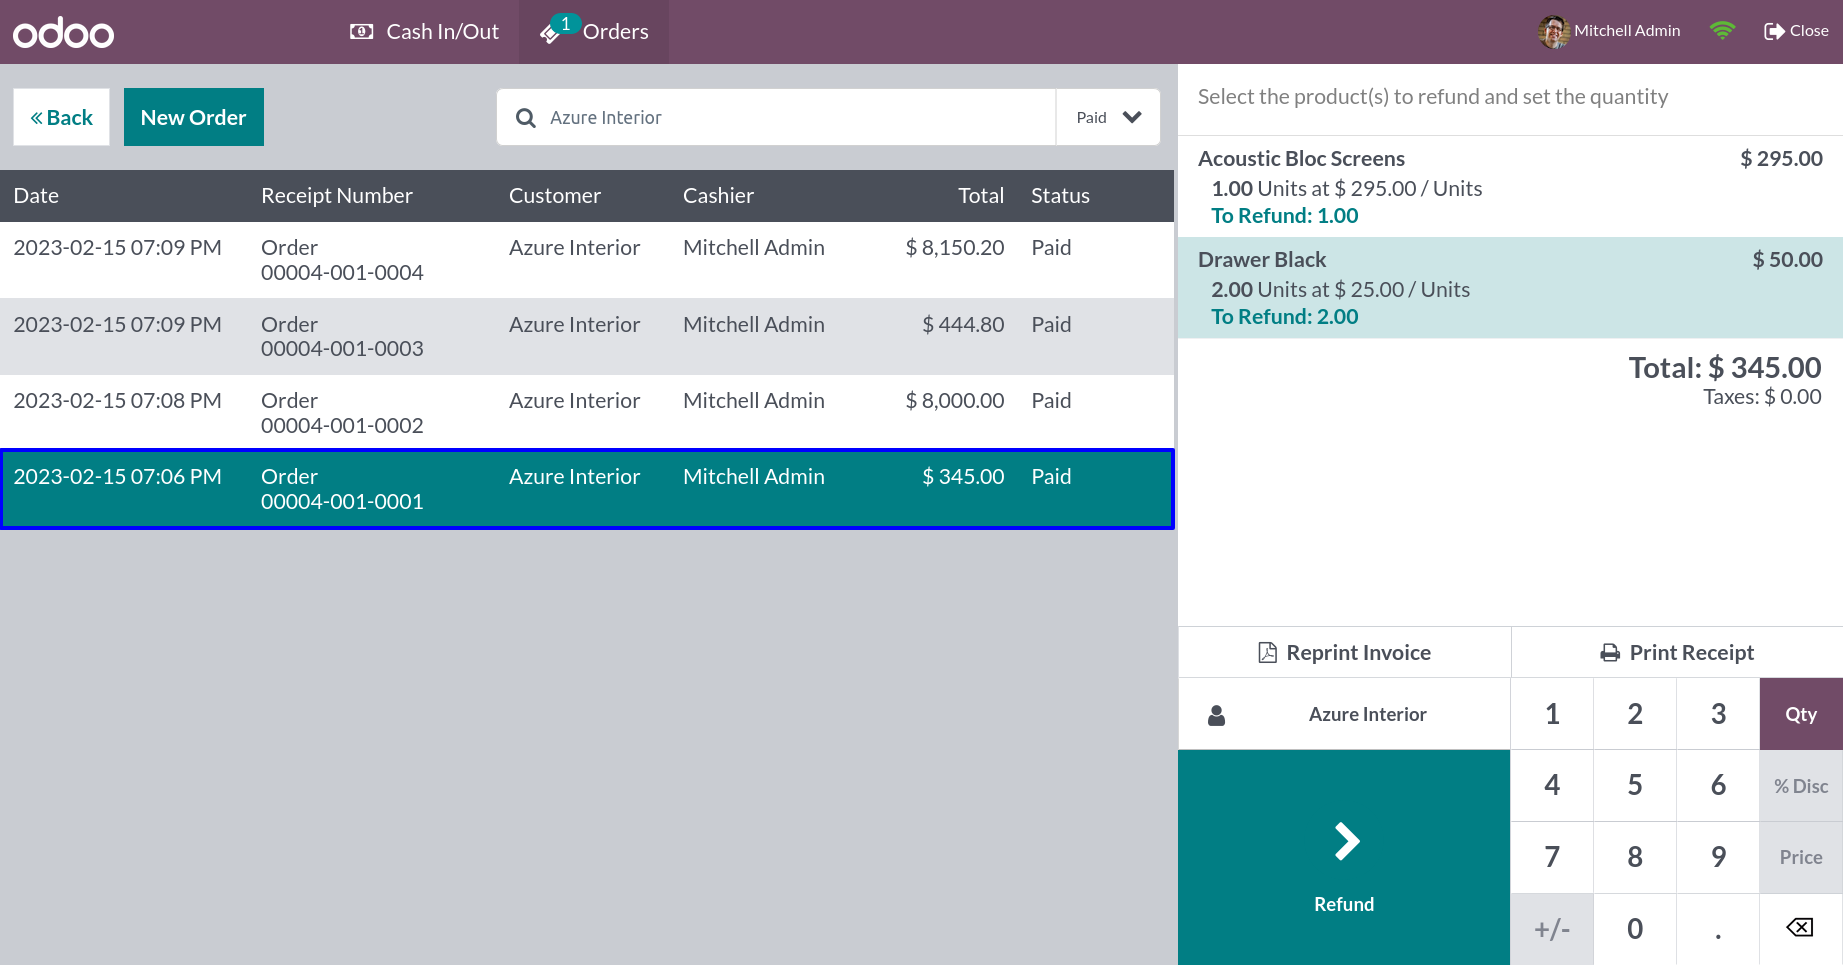 odoo
Cash In/Out
1
Orders
Mitchell Admin
Close
Back
New Order
Azure Interior
Paid
Date Receipt Number Customer Cashier Total Status
2023-02-15 07:09 PM Order Azure Interior Mitchell Admin $ 8,150.20 Paid
00004-001-0004
2023-02-15 07:09 PM Order Azure Interior Mitchell Admin $ 444.80 Paid
00004-001-0003
2023-02-15 07:08 PM Order Azure Interior Mitchell Admin $ 8,000.00 Paid
00004-001-0002
2023-02-15 07:06 PM Order Azure Interior Mitchell Admin $ 345.00 Paid
00004-001-0001
Select the product(s) to refund and set the quantity
Acoustic Bloc Screens $ 295.00
1.00 Units at $ 295.00 / Units
To Refund: 1.00
Drawer Black $ 50.00
2.00 Units at $ 25.00 / Units
To Refund: 2.00
Total: $ 345.00
Taxes: $ 0.00
Reprint Invoice
Print Receipt
Azure Interior
Refund
1 2 3 Qty
4 5 6 % Disc
7 8 9 Price
+/- 0 .